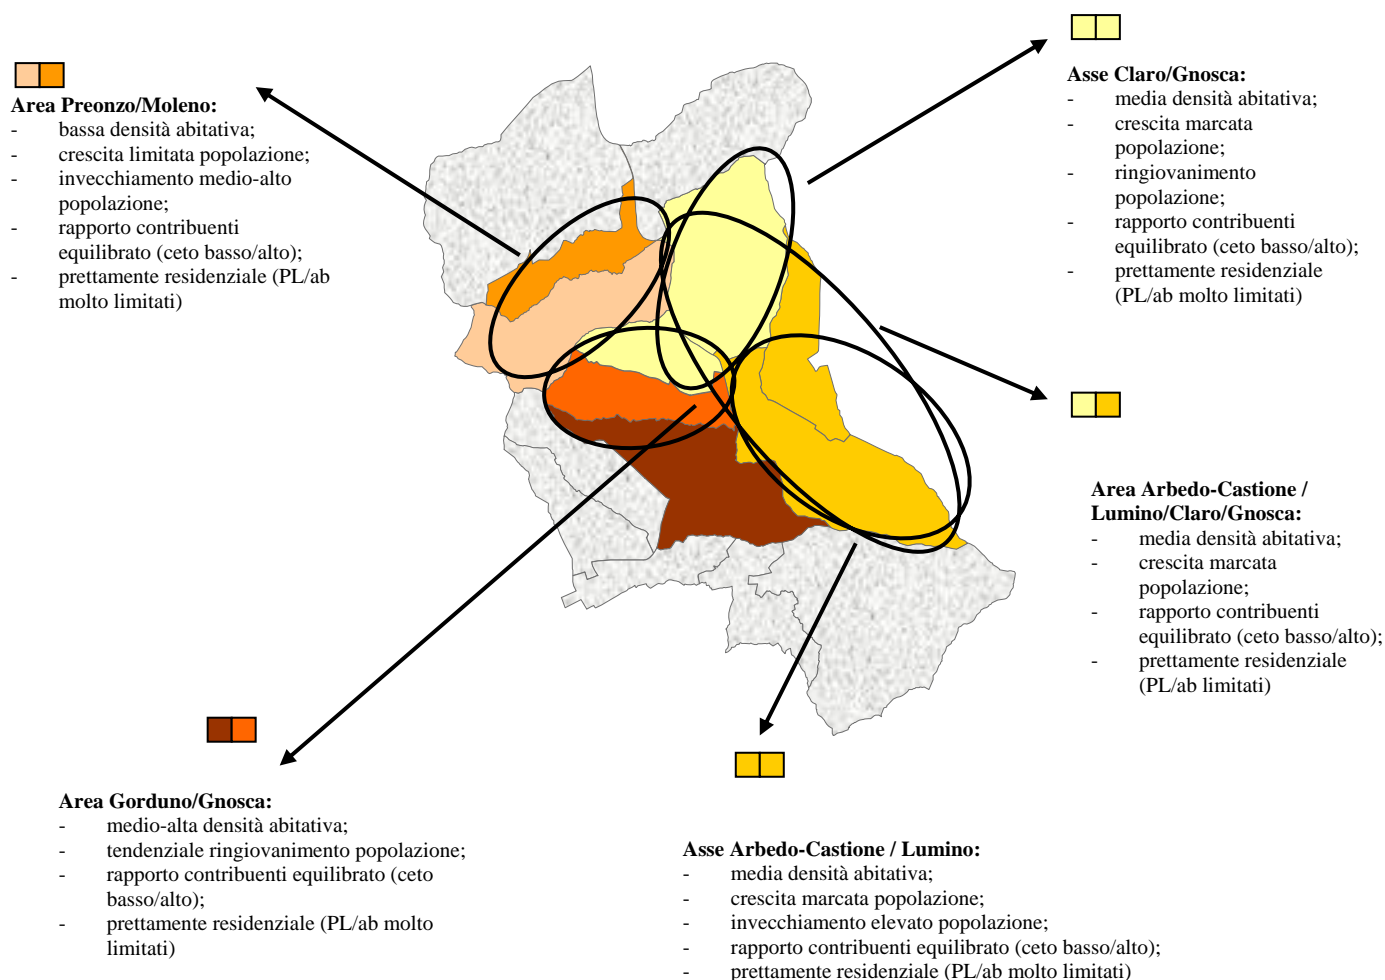 Area Preonzo/Moleno:
- bassa densità abitativa;
- crescita limitata popolazione;
- invecchiamento medio-alto
popolazione;
- rapporto contribuenti
equilibrato (ceto basso/alto);
- prettamente residenziale (PL/ab
molto limitati)
Asse Claro/Gnosca:
- media densità abitativa;
- crescita marcata
popolazione;
- ringiovanimento
popolazione;
- rapporto contribuenti
equilibrato (ceto basso/alto);
- prettamente residenziale
(PL/ab molto limitati)
Area Arbedo-Castione /
Lumino/Claro/Gnosca:
- media densità abitativa;
- crescita marcata
popolazione;
- rapporto contribuenti
equilibrato (ceto basso/alto);
- prettamente residenziale
(PL/ab limitati)
Area Gorduno/Gnosca:
- medio-alta densità abitativa;
- tendenziale ringiovanimento popolazione;
- rapporto contribuenti equilibrato (ceto
basso/alto);
- prettamente residenziale (PL/ab molto
limitati)
Asse Arbedo-Castione / Lumino:
- media densità abitativa;
- crescita marcata popolazione;
- invecchiamento elevato popolazione;
- rapporto contribuenti equilibrato (ceto basso/alto);
- prettamente residenziale (PL/ab molto limitati)